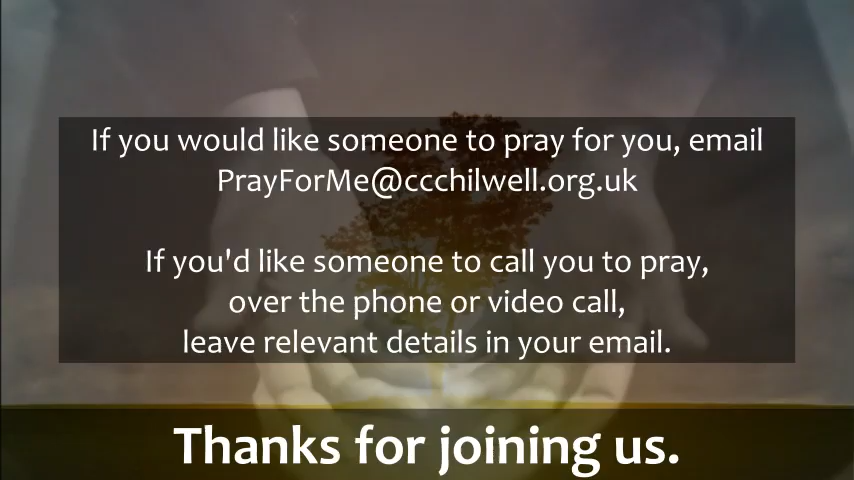 If you would like someone to pray for you, email
PrayForMe@ccchilwell.org.uk
If you'd like someone to call you to pray,
over the phone or video call,
leave relevant details in your email.
Thanks for joining us.